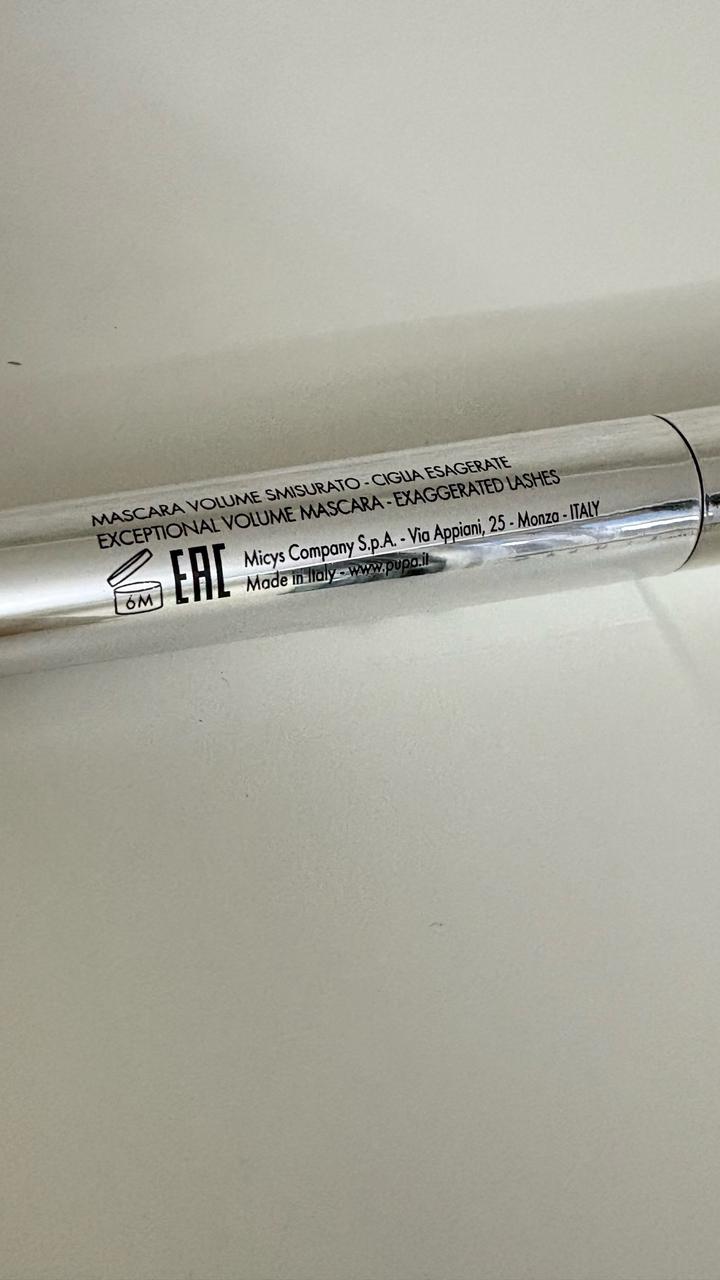 MASCARA VOLUME SMISURATO - CIGLIA ESAGERATE
EXCEPTIONAL VOLUME MASCARA - EXAGGERATED LASHES
6M
EAC
Micys Company S.p.A. - Via Appiani, 25 - Monza - ITALY
Made in Italy - www.pupa.it